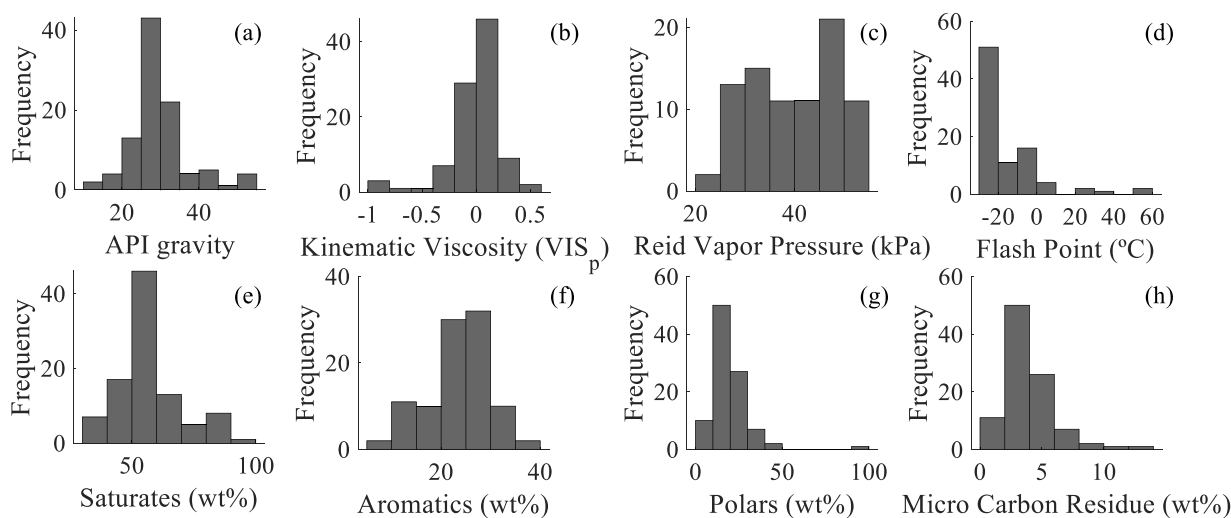 (a)
40
20
0
Frequency
20 40
API gravity
(b)
40
20
0
Frequency
-1 -0.5 0 0.5
Kinematic Viscosity (VISp)
(c)
20
10
0
Frequency
20 40
Reid Vapor Pressure (kPa)
(d)
60
40
20
0
Frequency
-20 0 20 40 60
Flash Point (ºC)
(e)
40
20
0
Frequency
50 100
Saturates (wt%)
(f)
40
20
0
Frequency
20 40
Aromatics (wt%)
(g)
60
40
20
0
Frequency
0 50 100
Polars (wt%)
(h)
60
40
20
0
Frequency
0 5 10
Micro Carbon Residue (wt%)